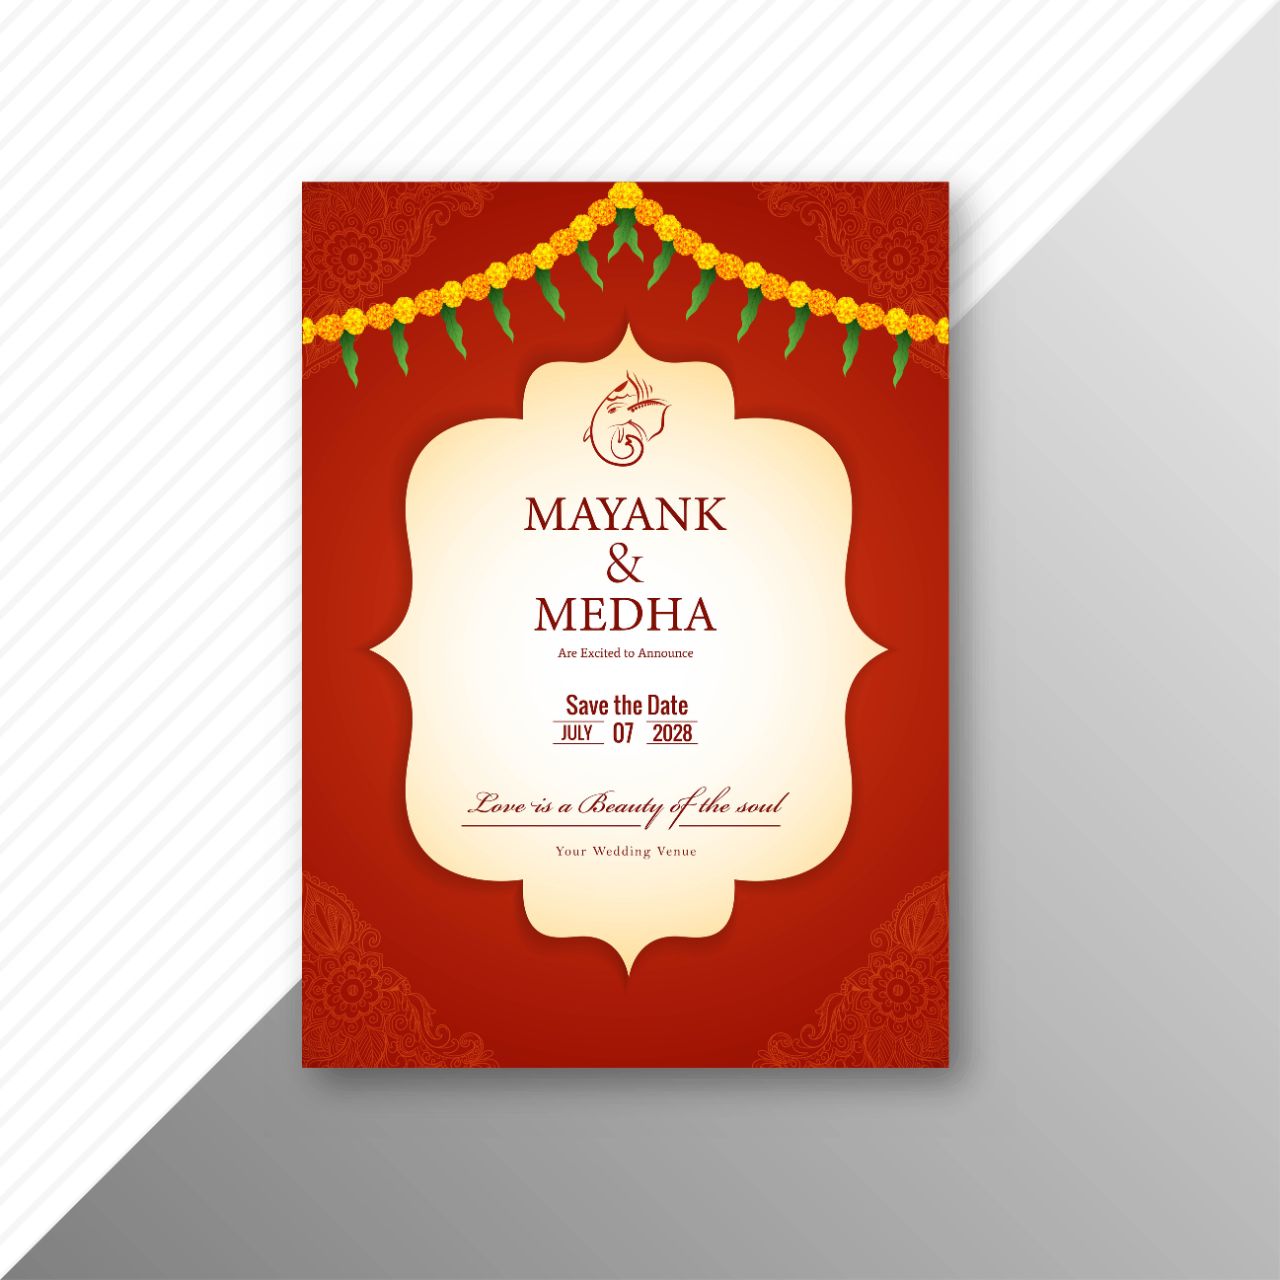 MAYANK
&
MEDHA
Are Excited to Announce
Save the Date
JULY 07 2028
Love is a Beauty of the soul
Your Wedding Venue